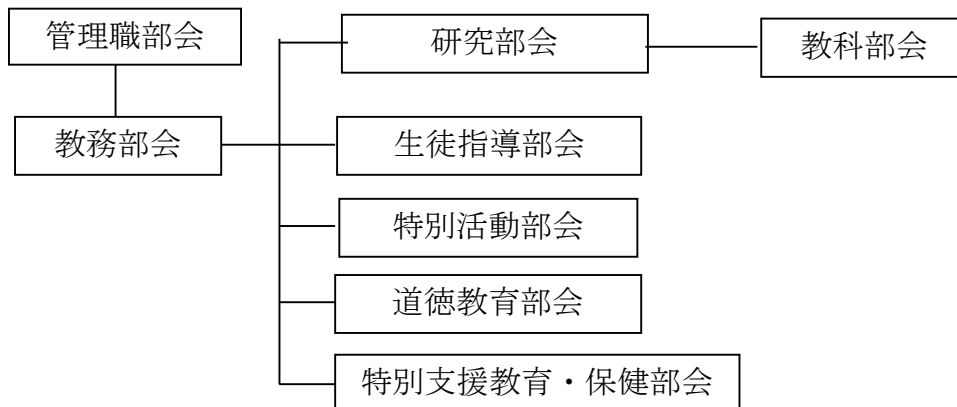 管理職部会
研究部会
教科部会
教務部会
生徒指導部会
特別活動部会
道徳教育部会
特別支援教育・保健部会